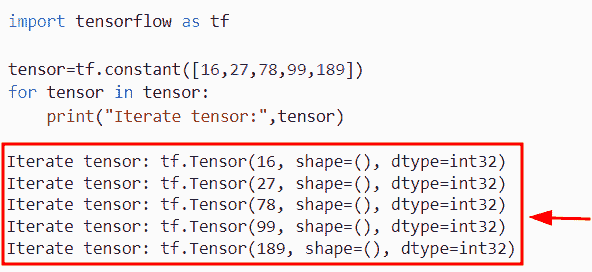 import tensorflow as tf
tensor=tf.constant([16,27,78,99,189])
for tensor in tensor:
    print("Iterate tensor:",tensor)
Iterate tensor: tf.Tensor(16, shape=(), dtype=int32)
Iterate tensor: tf.Tensor(27, shape=(), dtype=int32)
Iterate tensor: tf.Tensor(78, shape=(), dtype=int32)
Iterate tensor: tf.Tensor(99, shape=(), dtype=int32)
Iterate tensor: tf.Tensor(189, shape=(), dtype=int32)